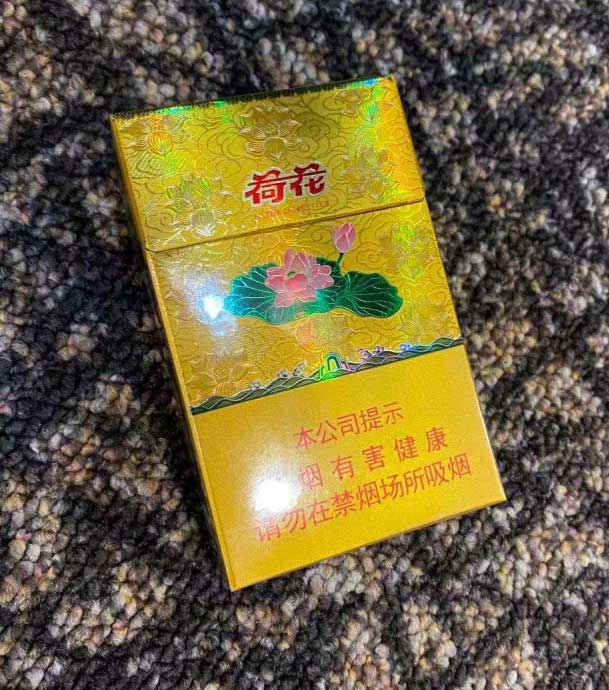 荷花
本公司提示
烟有害健康
请勿在禁烟场所吸烟